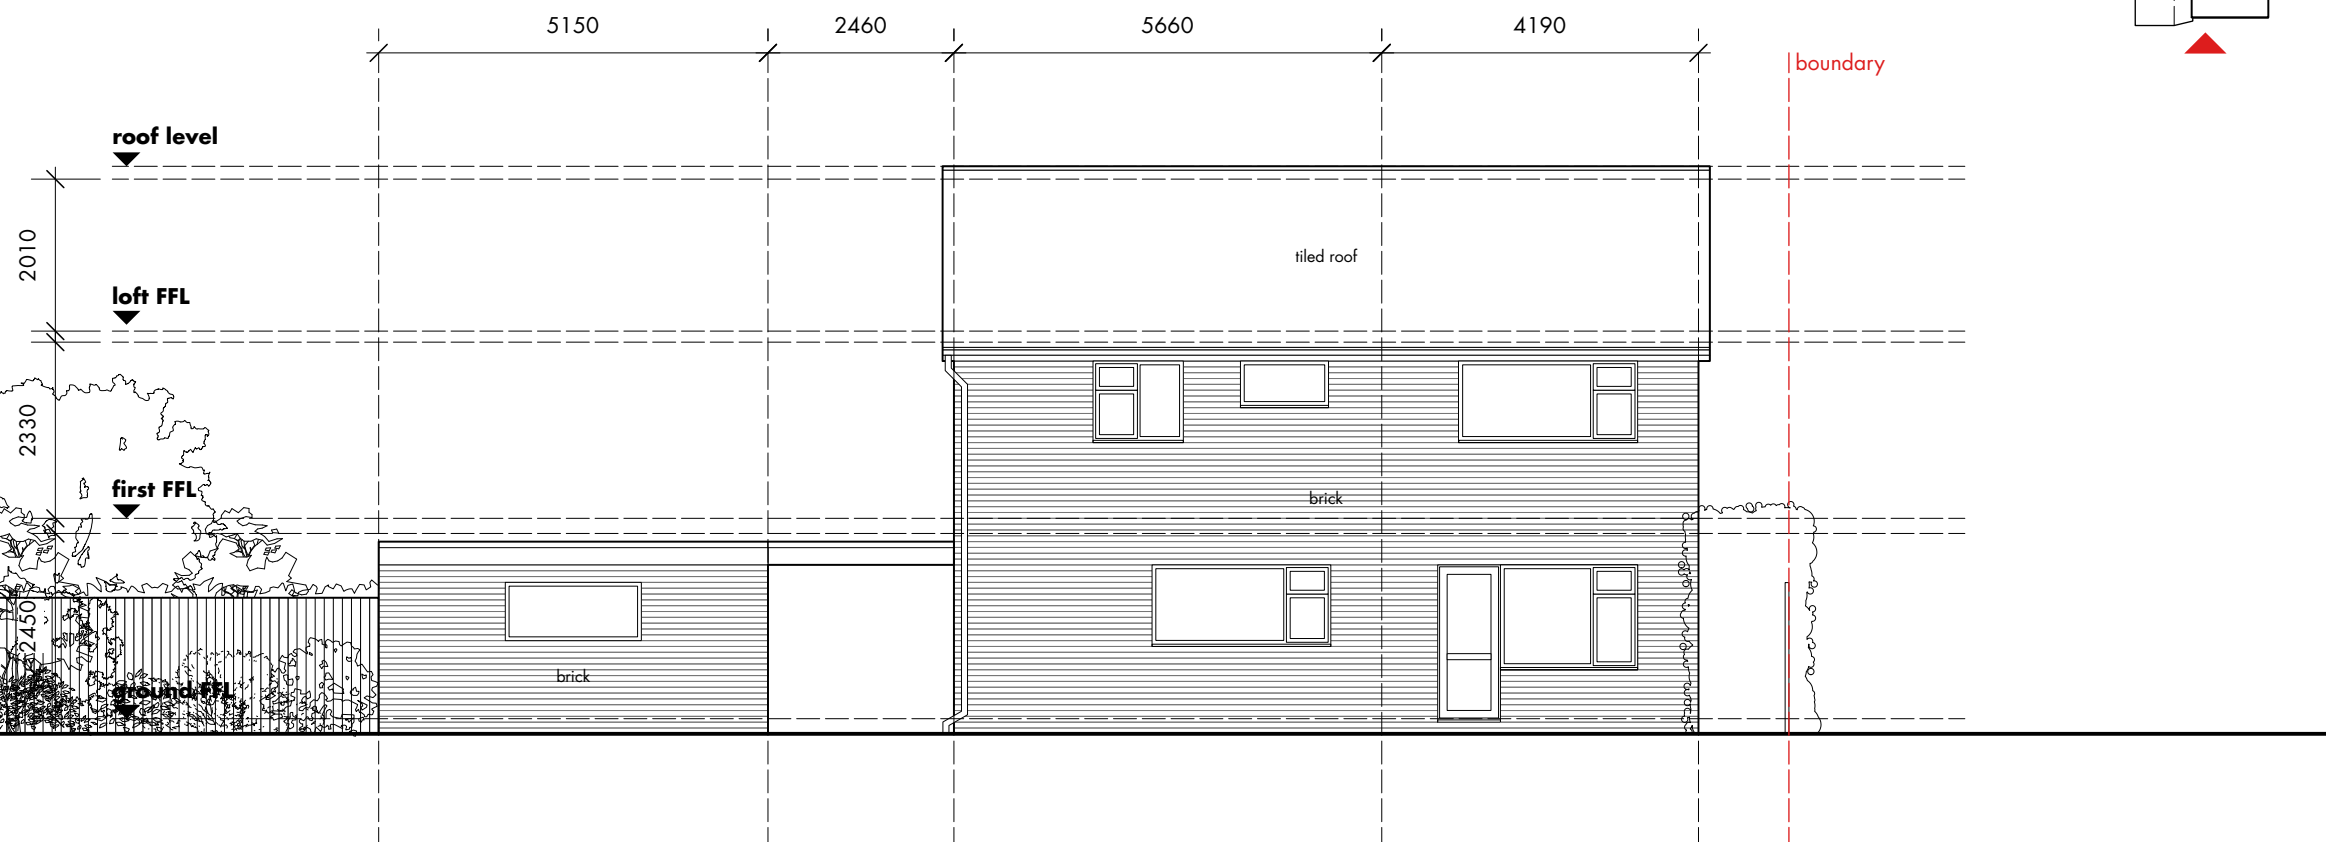 5150
2460
5660
4190
boundary
roof level
2010
tiled roof
loft FFL
2330
first FFL
brick
2450
brick
ground FFL